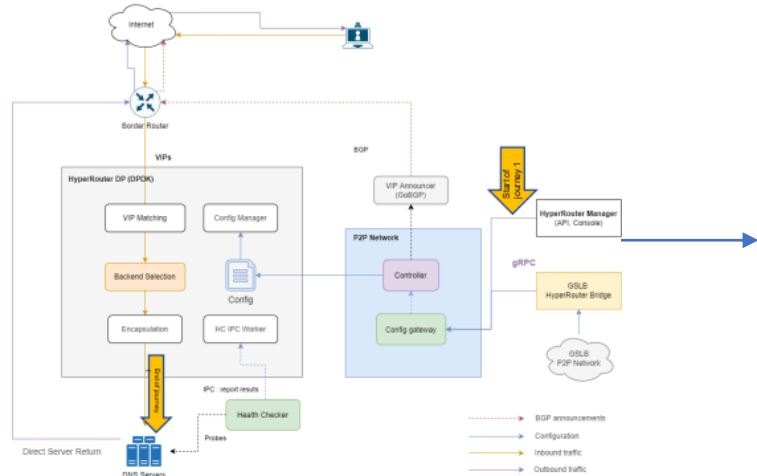 Internet
Border Router
VIPs
BGP
HyperRouter DP (DPDK)
VIP Matching
Config Manager
Backend Selection
Config
Encapsulation
HC IPC Worker
End of journey
IPC : report results
Health Checker
Probes
Direct Server Return
DNS Servers
VIP Announcer
(GoBGP)
P2P Network
Controller
Config gateway
Start of
journey 1
HyperRouter Manager
(API, Console)
gRPC
GSLB
HyperRouter Bridge
GSLB
P2P Network
BGP announcements
Configuration
Inbound traffic
Outbound traffic